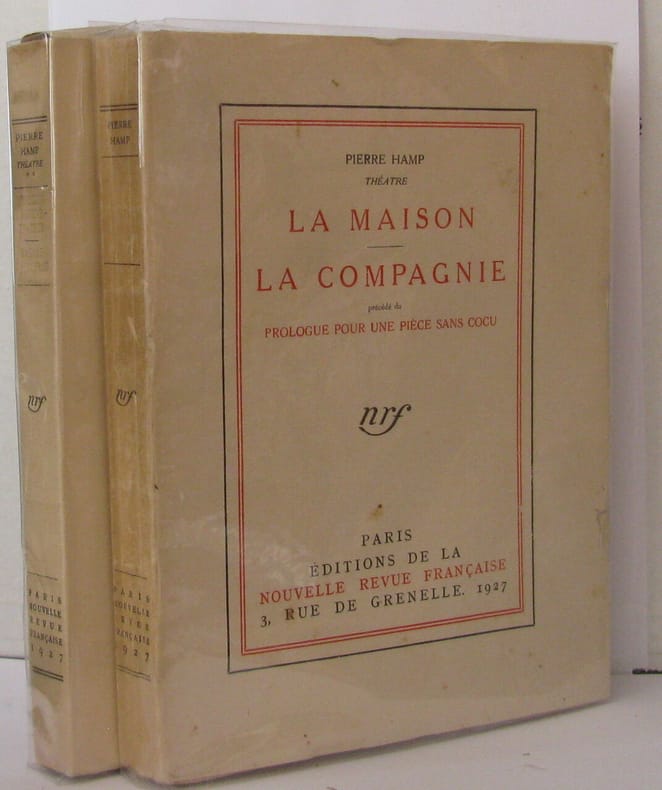 PIERRE
HAMP
THÉATRE
**
nrf
PARIS
NOUVELLE
REVUE
FRANÇAISE
1927
PIERRE
HAMP
nrf
PARIS
NOUVELLE
REVUE
FRANÇAISE
1927
PIERRE HAMP
THÉATRE
LA MAISON
LA COMPAGNIE
précédé du
PROLOGUE POUR UNE PIÈCE SANS COCU
nrf
PARIS
ÉDITIONS DE LA
NOUVELLE REVUE FRANÇAISE
3, RUE DE GRENELLE. 1927